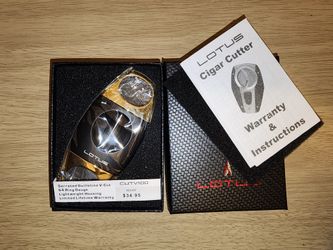 LOTUS
Cigar Cutter
Warranty
&
Instructions
LOTUS
Serrated Guillotine V-Cut
64 Ring Gauge
Lightweight Housing
Limited Lifetime Warranty
$34.95
LOTUS